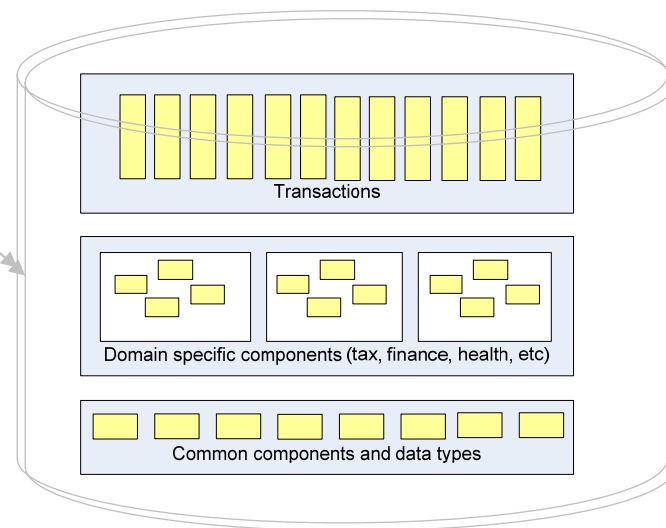 Transactions
Domain specific components (tax, finance, health, etc)
Common components and data types